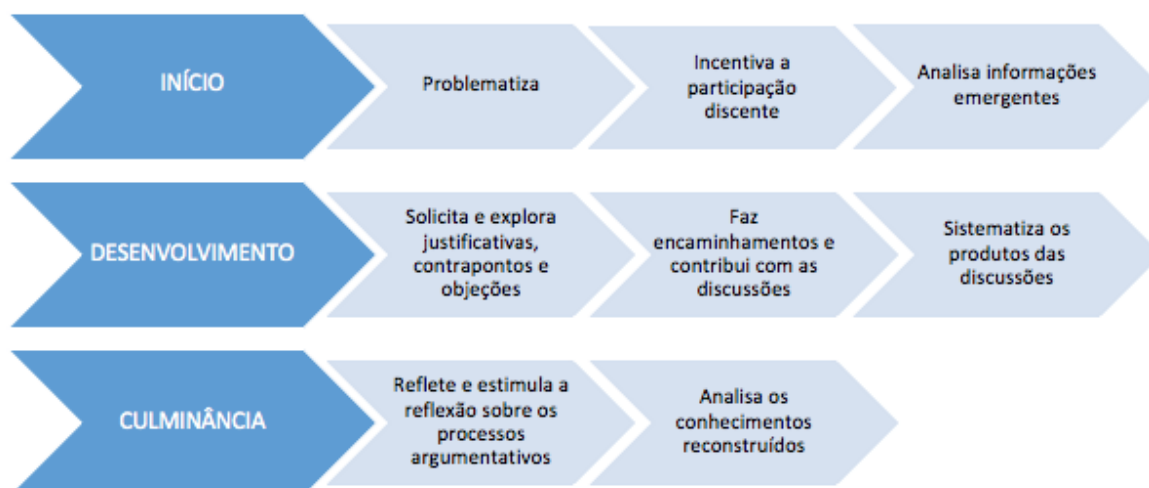 INÍCIO
Problematiza
Incentiva a
participação
discente
Analisa informações
emergentes
DESENVOLVIMENTO
Solicita e explora
justificativas,
contrapontos e
objeções
Faz
encaminhamentos e
contribui com as
discussões
Sistematiza os
produtos das
discussões
CULMINÂNCIA
Reflete e estimula a
reflexão sobre os
processos
argumentativos
Analisa os
conhecimentos
reconstruídos